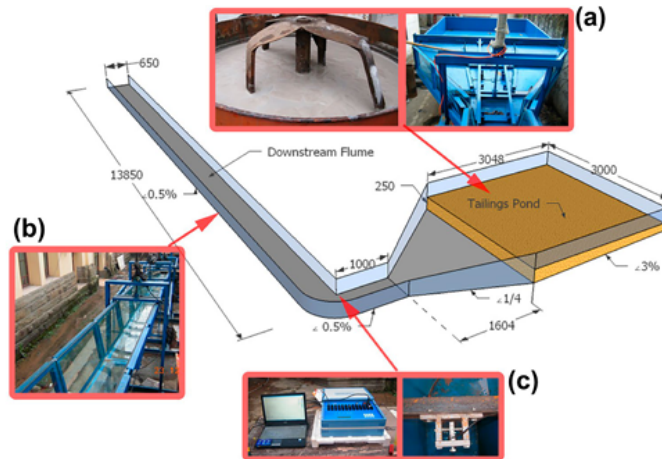 (a)
650
Downstream Flume
13850
∠0.5%
3048
3000
250
Tailings Pond
(b)
1000
∠3%
∠1/4
∠ 0.5%
1604
(c)